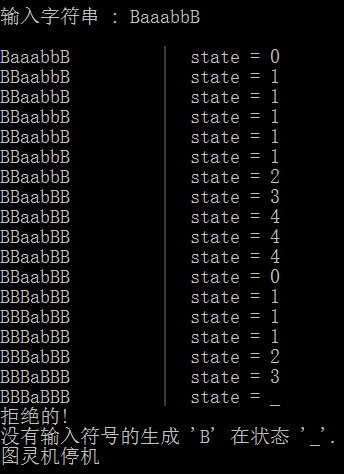 输入字符串 : BaaabbB
BaaabbB | state = 0
BBaabbB | state = 1
BBaabbB | state = 1
BBaabbB | state = 1
BBaabbB | state = 1
BBaabbB | state = 1
BBaabbB | state = 2
BBaabBB | state = 3
BBaabBB | state = 4
BBaabBB | state = 4
BBaabBB | state = 4
BBaabBB | state = 0
BBBabBB | state = 1
BBBabBB | state = 1
BBBabBB | state = 1
BBBabBB | state = 2
BBBaBBB | state = 3
BBBaBBB | state = _
拒绝的!
没有输入符号的生成 'B' 在状态 '_'.
图灵机停机